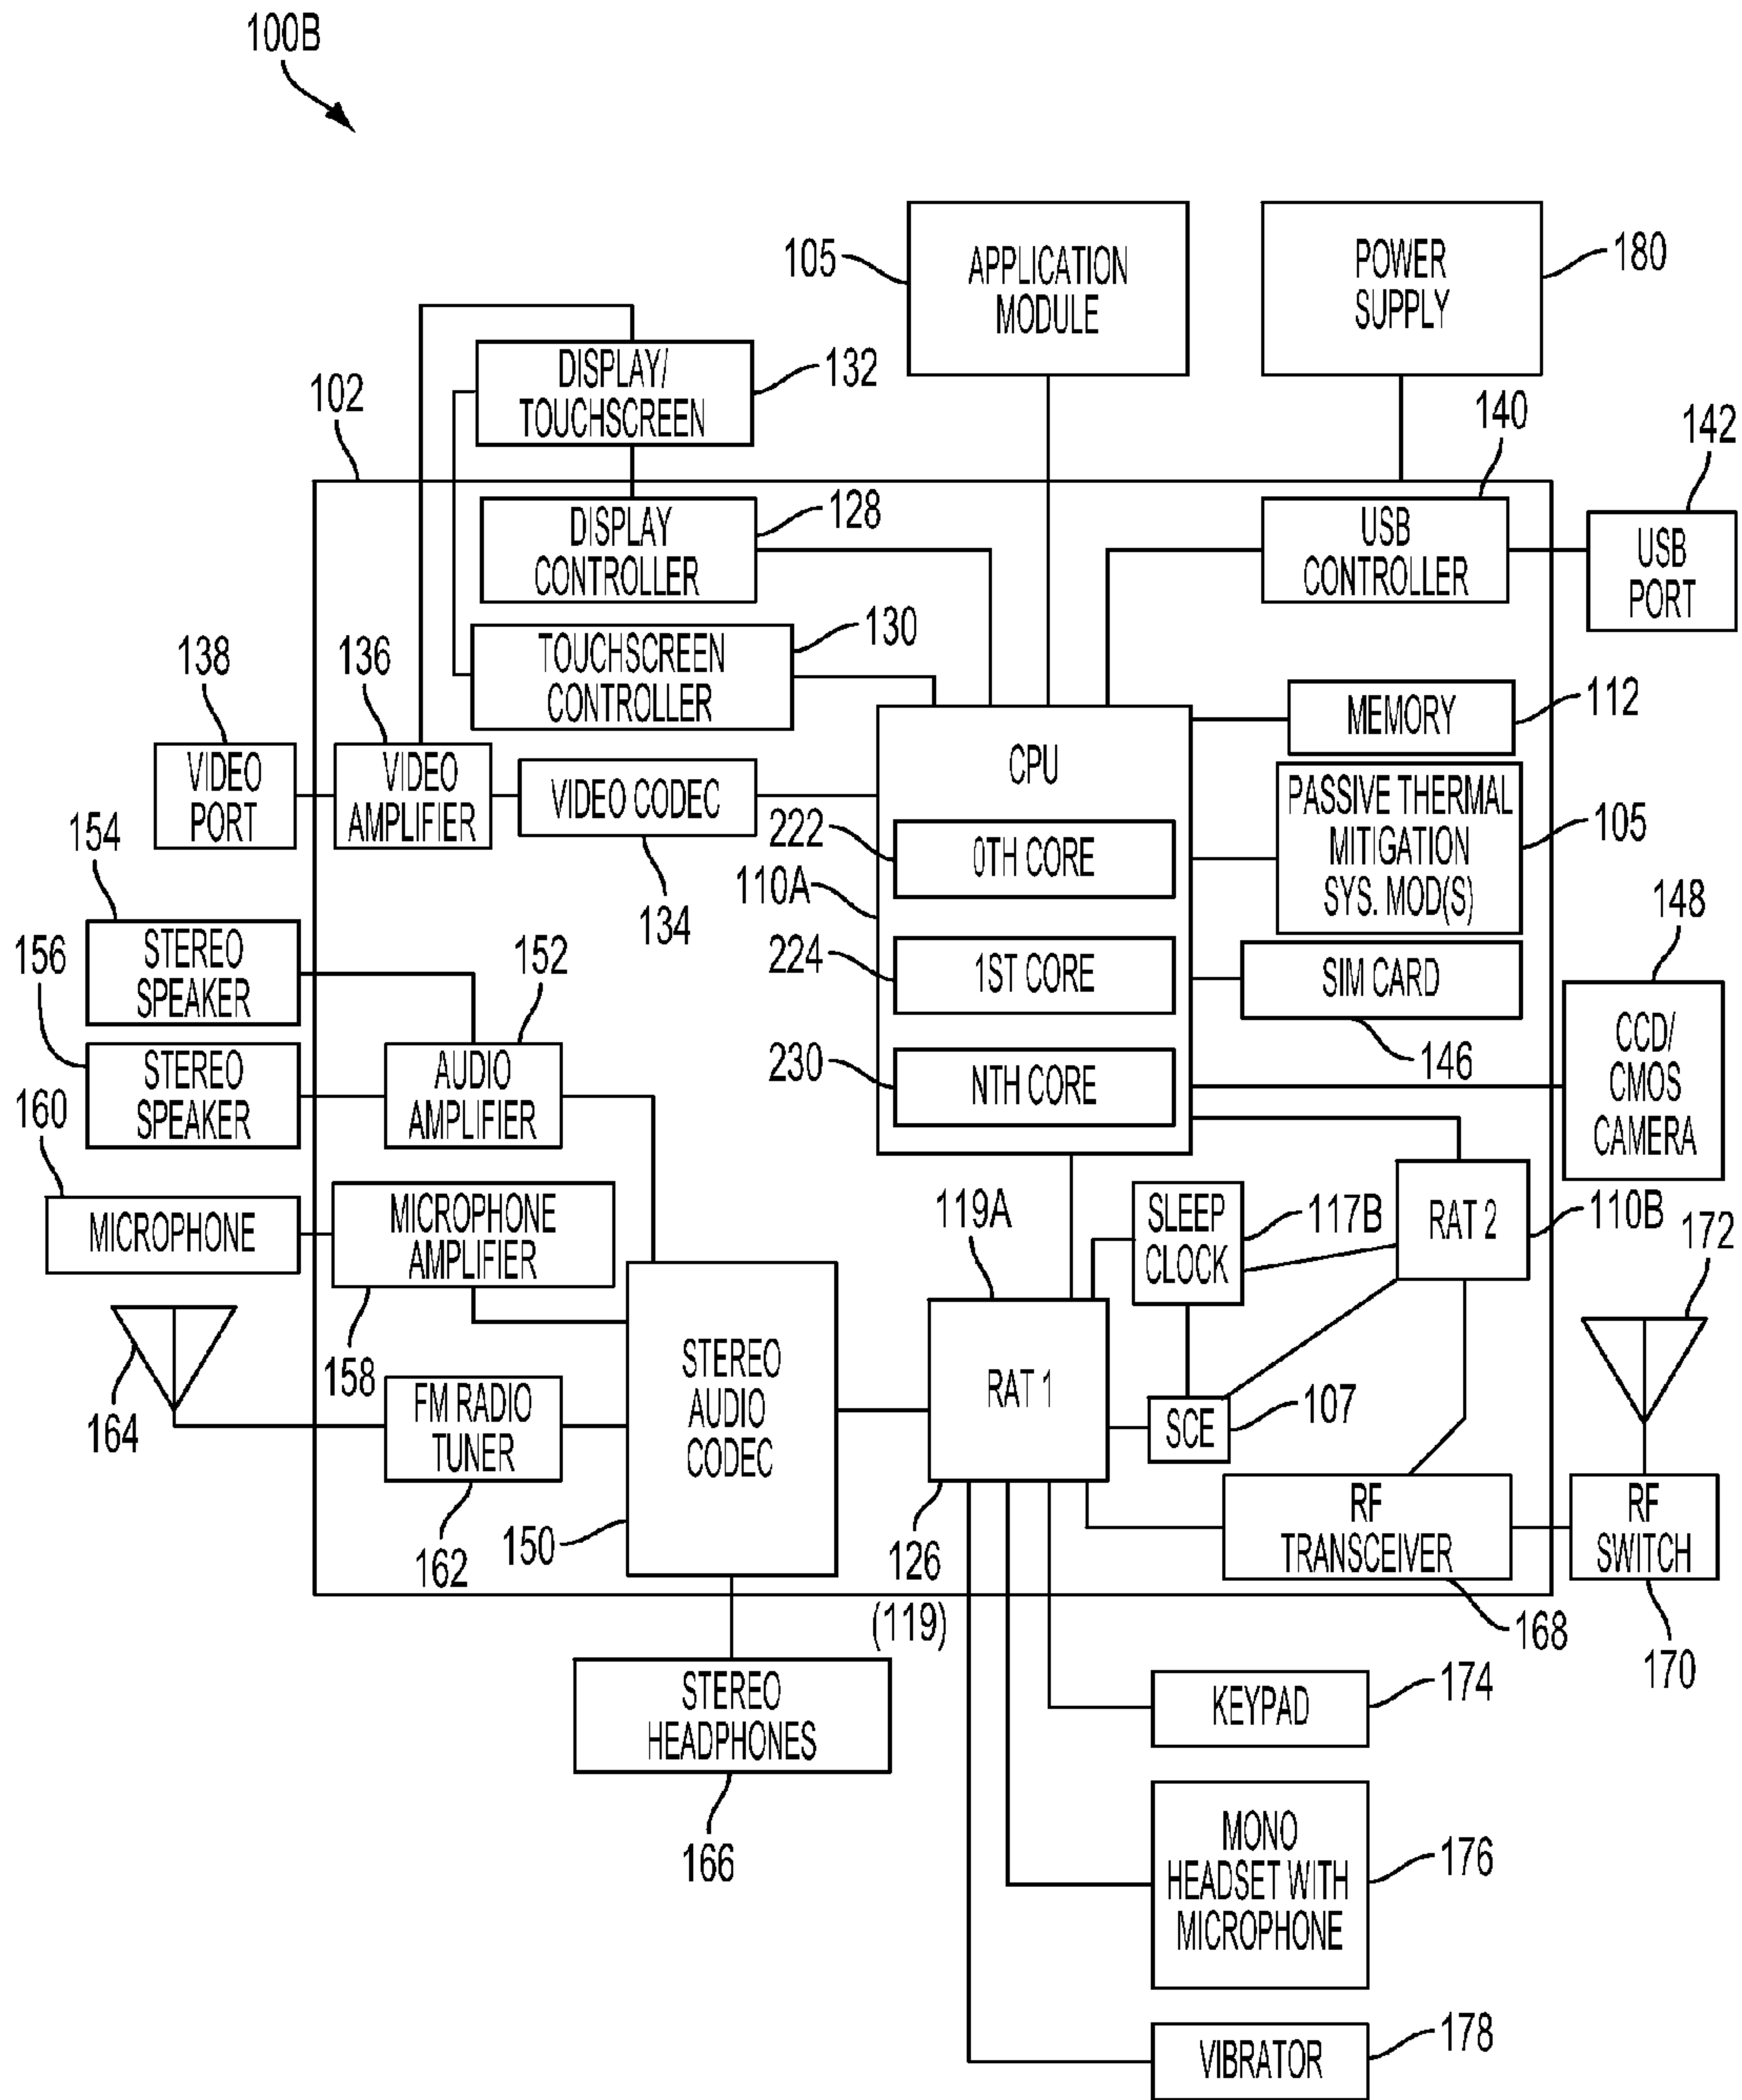 100B
105
APPLICATION
MODULE
POWER
SUPPLY
180
DISPLAY/
TOUCHSCREEN
132
102
140
142
DISPLAY
CONTROLLER
128
USB
CONTROLLER
USB
PORT
130
TOUCHSCREEN
CONTROLLER
138
136
MEMORY
112
VIDEO
PORT
VIDEO
AMPLIFIER
VIDEO CODEC
134
CPU
222
0TH CORE
110A
224
1ST CORE
230
NTH CORE
PASSIVE THERMAL
MITIGATION
SYS. MOD(S)
105
SIM CARD
146
148
CCD/
CMOS
CAMERA
154
STEREO
SPEAKER
156
STEREO
SPEAKER
152
AUDIO
AMPLIFIER
160
MICROPHONE
MICROPHONE
AMPLIFIER
158
119A
SLEEP
CLOCK
117B
RAT 2
110B
172
164
FM RADIO
TUNER
162
STEREO
AUDIO
CODEC
150
RAT 1
126
(119)
SCE
107
RF
TRANSCEIVER
168
RF
SWITCH
170
STEREO
HEADPHONES
166
KEYPAD
174
MONO
HEADSET WITH
MICROPHONE
176
VIBRATOR
178